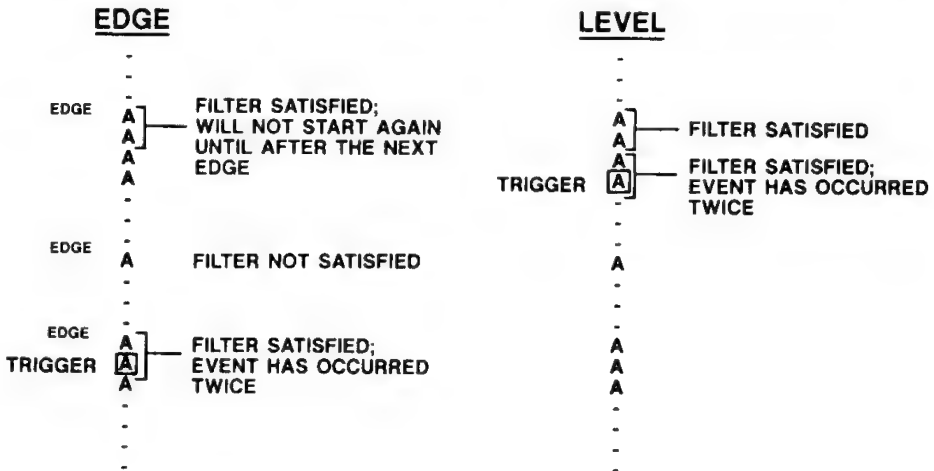 EDGE
-
-
EDGE
A
A
A
A
FILTER SATISFIED;
WILL NOT START AGAIN
UNTIL AFTER THE NEXT
EDGE
-
-
-
EDGE
A
FILTER NOT SATISFIED
-
-
-
EDGE
A
TRIGGER
A
A
FILTER SATISFIED;
EVENT HAS OCCURRED
TWICE
-
-
-
LEVEL
-
-
A
A
FILTER SATISFIED
A
TRIGGER
A
FILTER SATISFIED;
EVENT HAS OCCURRED
TWICE
-
-
-
A
-
-
-
A
A
A
-
-
-